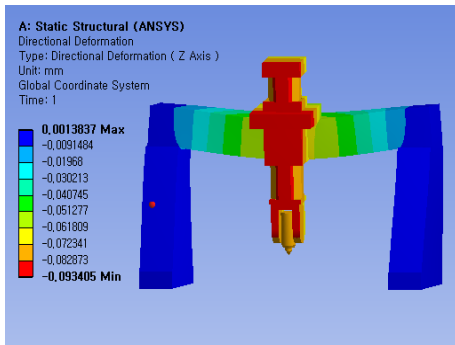 A: Static Structural (ANSYS)
Directional Deformation
Type: Directional Deformation ( Z Axis )
Unit: mm
Global Coordinate System
Time: 1
0,0013837 Max
-0,0091484
-0,01968
-0,030213
-0,040745
-0,051277
-0,061809
-0,072341
-0,082873
-0,093405 Min